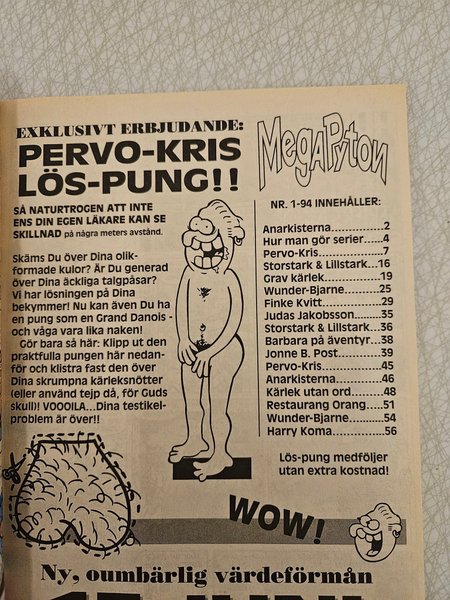 EXKLUSIVT ERBJUDANDE:
PERVO-KRIS
LÖS-PUNG!!
SÅ NATURTROGEN ATT INTE
ENS DIN EGEN LÄKARE KAN SE
SKILLNAD på några meters avstånd.
Skäms Du över Dina olik-
formade kulor? Är Du generad
över Dina äckliga talgpåsar?
Vi har lösningen på Dina
bekymmer! Nu kan även Du ha
en pung som en Grand Danois -
och våga vara lika naken!
Gör bara så här: Klipp ut den
praktfulla pungen här nedan-
för och klistra fast den över
Dina skrumpna kärleksnötter
(eller använd tejp då, för Guds
skull)! VOOOILA...Dina testikel-
problem är över!!
MegaPyton
NR. 1-94 INNEHÅLLER:
Anarkisterna..............2
Hur man gör serier.....4
Pervo-Kris...............7
Storstark & Lillstark...16
Grav kärlek..............19
Wunder-Bjarne.........25
Finke Kvitt..............29
Judas Jakobsson.......35
Storstark & Lillstark...36
Barbara på äventyr...38
Jonne B. Post...........39
Pervo-Kris...............45
Anarkisterna............46
Kärlek utan ord........48
Restaurang Orang.....51
Wunder-Bjarne.........54
Harry Koma.............56
Lös-pung medföljer
utan extra kostnad!
WOW!
Ny, oumbärlig värdeförmån